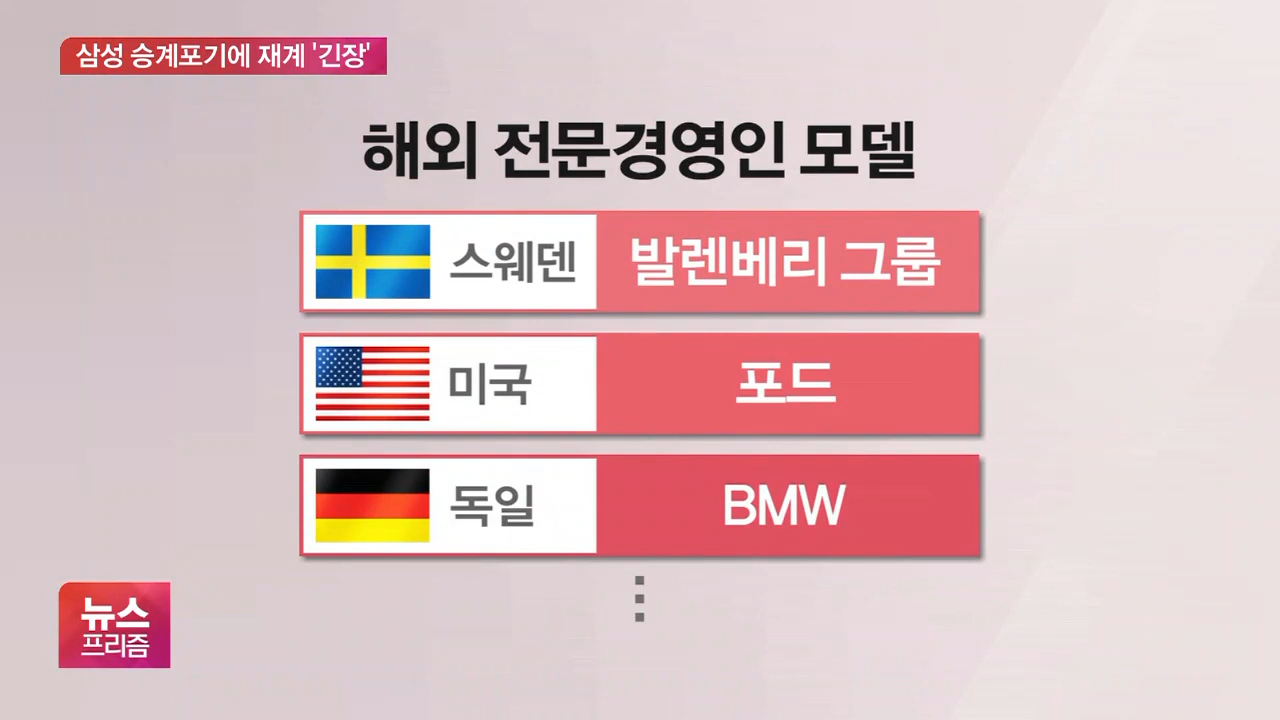 삼성 승계포기에 재계 '긴장'
해외 전문경영인 모델
스웨덴 발렌베리 그룹
미국 포드
독일 BMW
뉴스
프리즘